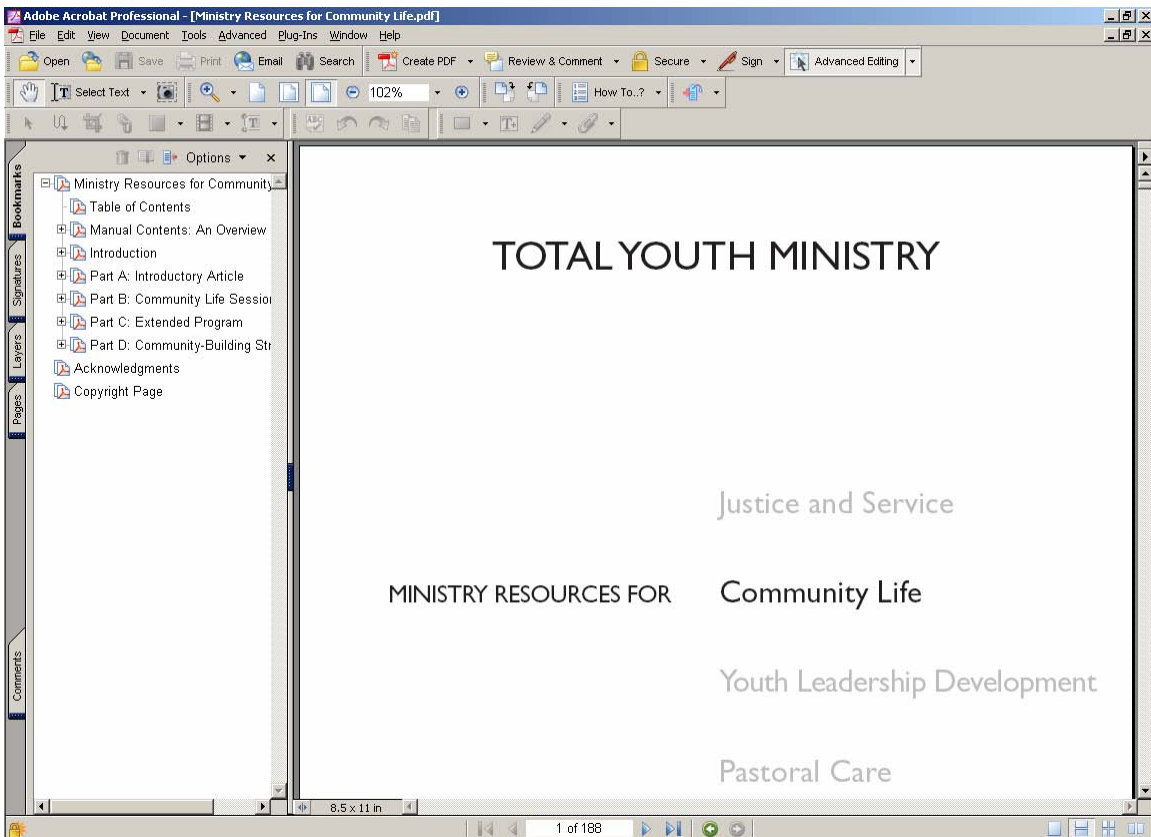 Adobe Acrobat Professional - [Ministry Resources for Community Life.pdf]
File Edit View Document Tools Advanced Plug-Ins Window Help
Open Save Print Email Search Create PDF Review & Comment Secure Sign Advanced Editing
Select Text 102% How To..?
Options
Bookmarks
Signatures
Layers
Pages
Comments
Ministry Resources for Community
Table of Contents
Manual Contents: An Overview
Introduction
Part A: Introductory Article
Part B: Community Life Session
Part C: Extended Program
Part D: Community-Building Str
Acknowledgments
Copyright Page
TOTAL YOUTH MINISTRY
Justice and Service
MINISTRY RESOURCES FOR Community Life
Youth Leadership Development
Pastoral Care
8.5 x 11 in
1 of 188